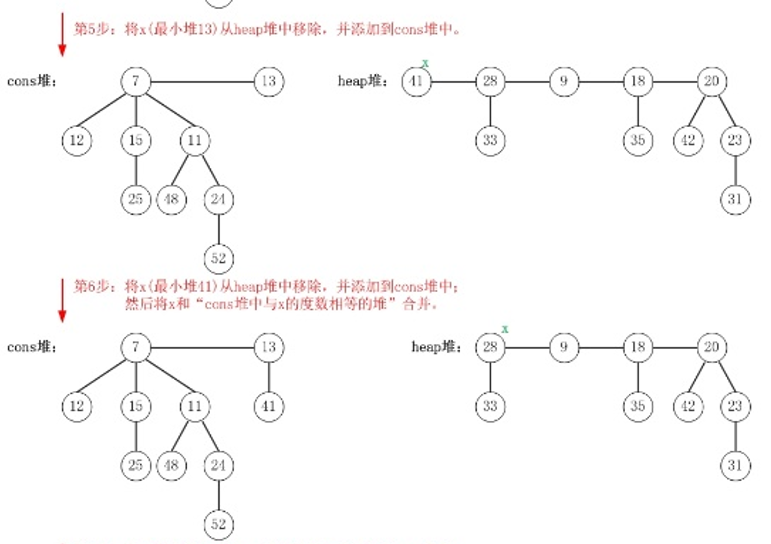 第5步：将x(最小堆13)从heap堆中移除，并添加到cons堆中。
x
cons堆： 7 13 heap堆： 41 28 9 18 20
12 15 11 33 35 42 23
25 48 24 31
52
第6步：将x(最小堆41)从heap堆中移除，并添加到cons堆中；
然后将x和“cons堆中与x的度数相等的堆”合并。
x
cons堆： 7 13 heap堆： 28 9 18 20
12 15 11 41 33 35 42 23
25 48 24 31
52